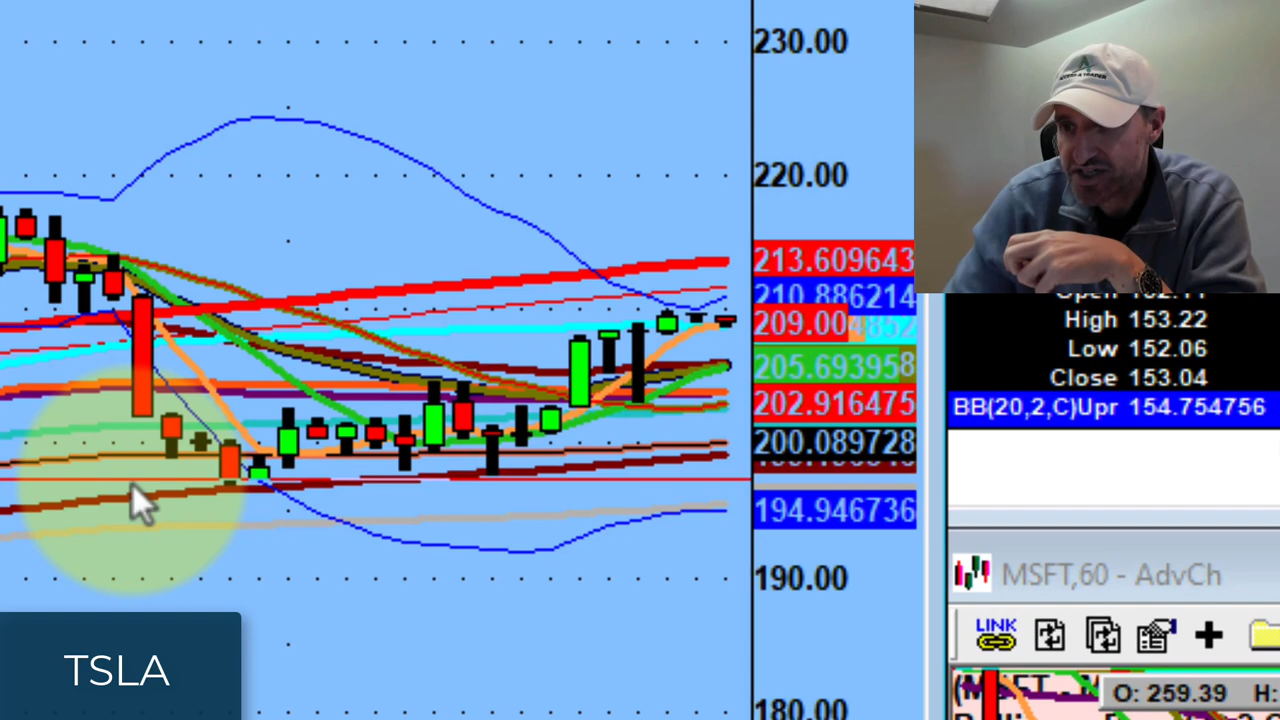 230.00
220.00
213.609643
210.886214
209.00
205.693958
202.916475
200.089728
194.946736
190.00
180.00
High 153.22
Low 152.06
Close 153.04
BB(20,2,C)Upr 154.754756
MSFT,60 - AdvCh
LINK
O: 259.39 H:
TSLA